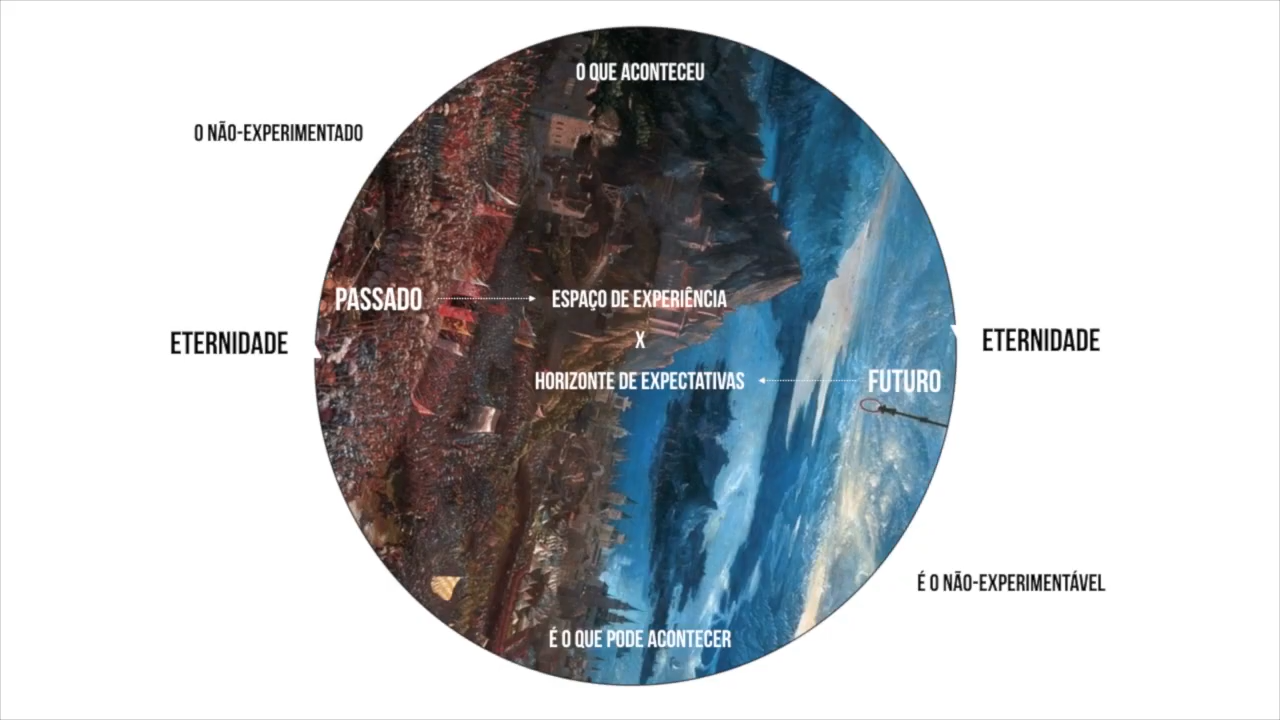 O QUE ACONTECEU
O NÃO-EXPERIMENTADO
PASSADO
ESPAÇO DE EXPERIÊNCIA
ETERNIDADE
X
ETERNIDADE
HORIZONTE DE EXPECTATIVAS
FUTURO
É O NÃO-EXPERIMENTÁVEL
É O QUE PODE ACONTECER